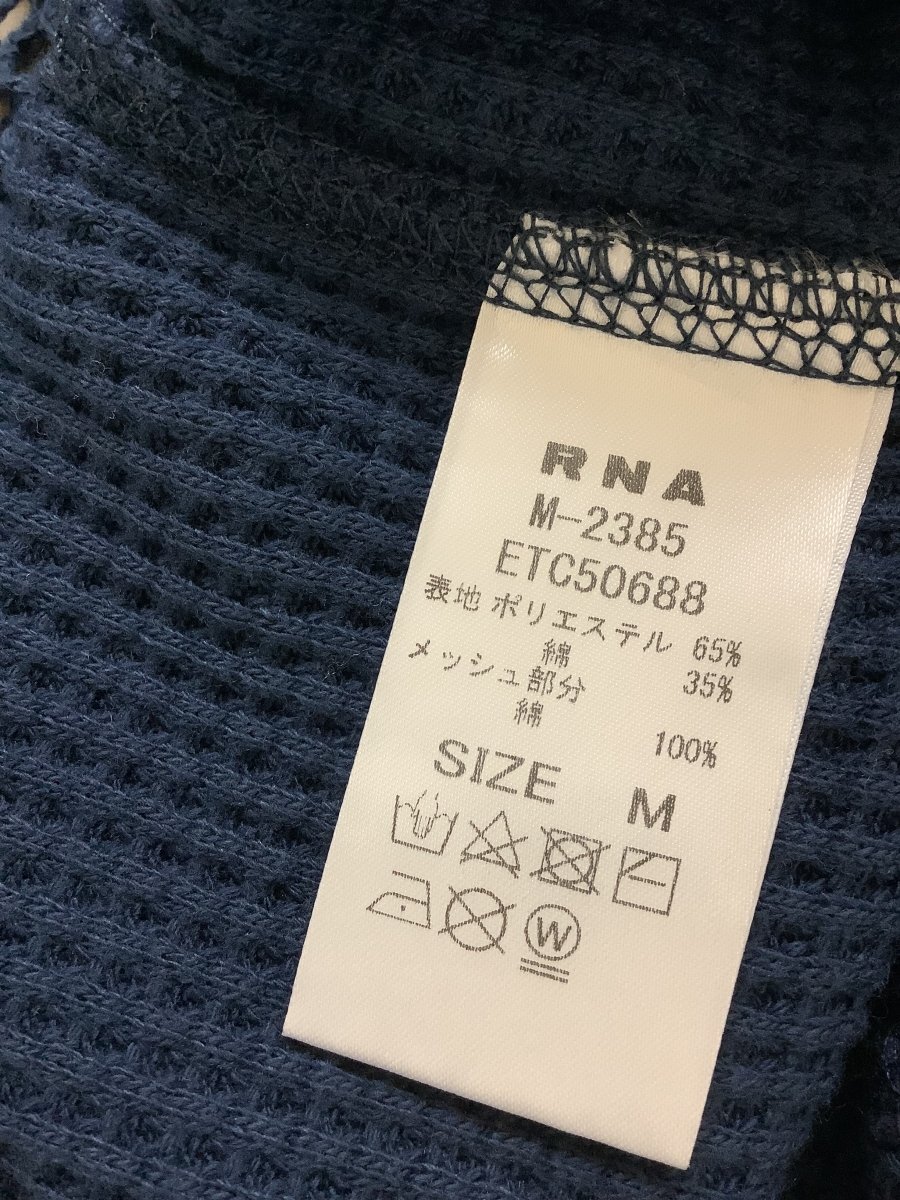 RNA
M-2385
ETC50688
表地 ポリエステル 65%
綿 35%
メッシュ部分
綿 100%
SIZE M
W